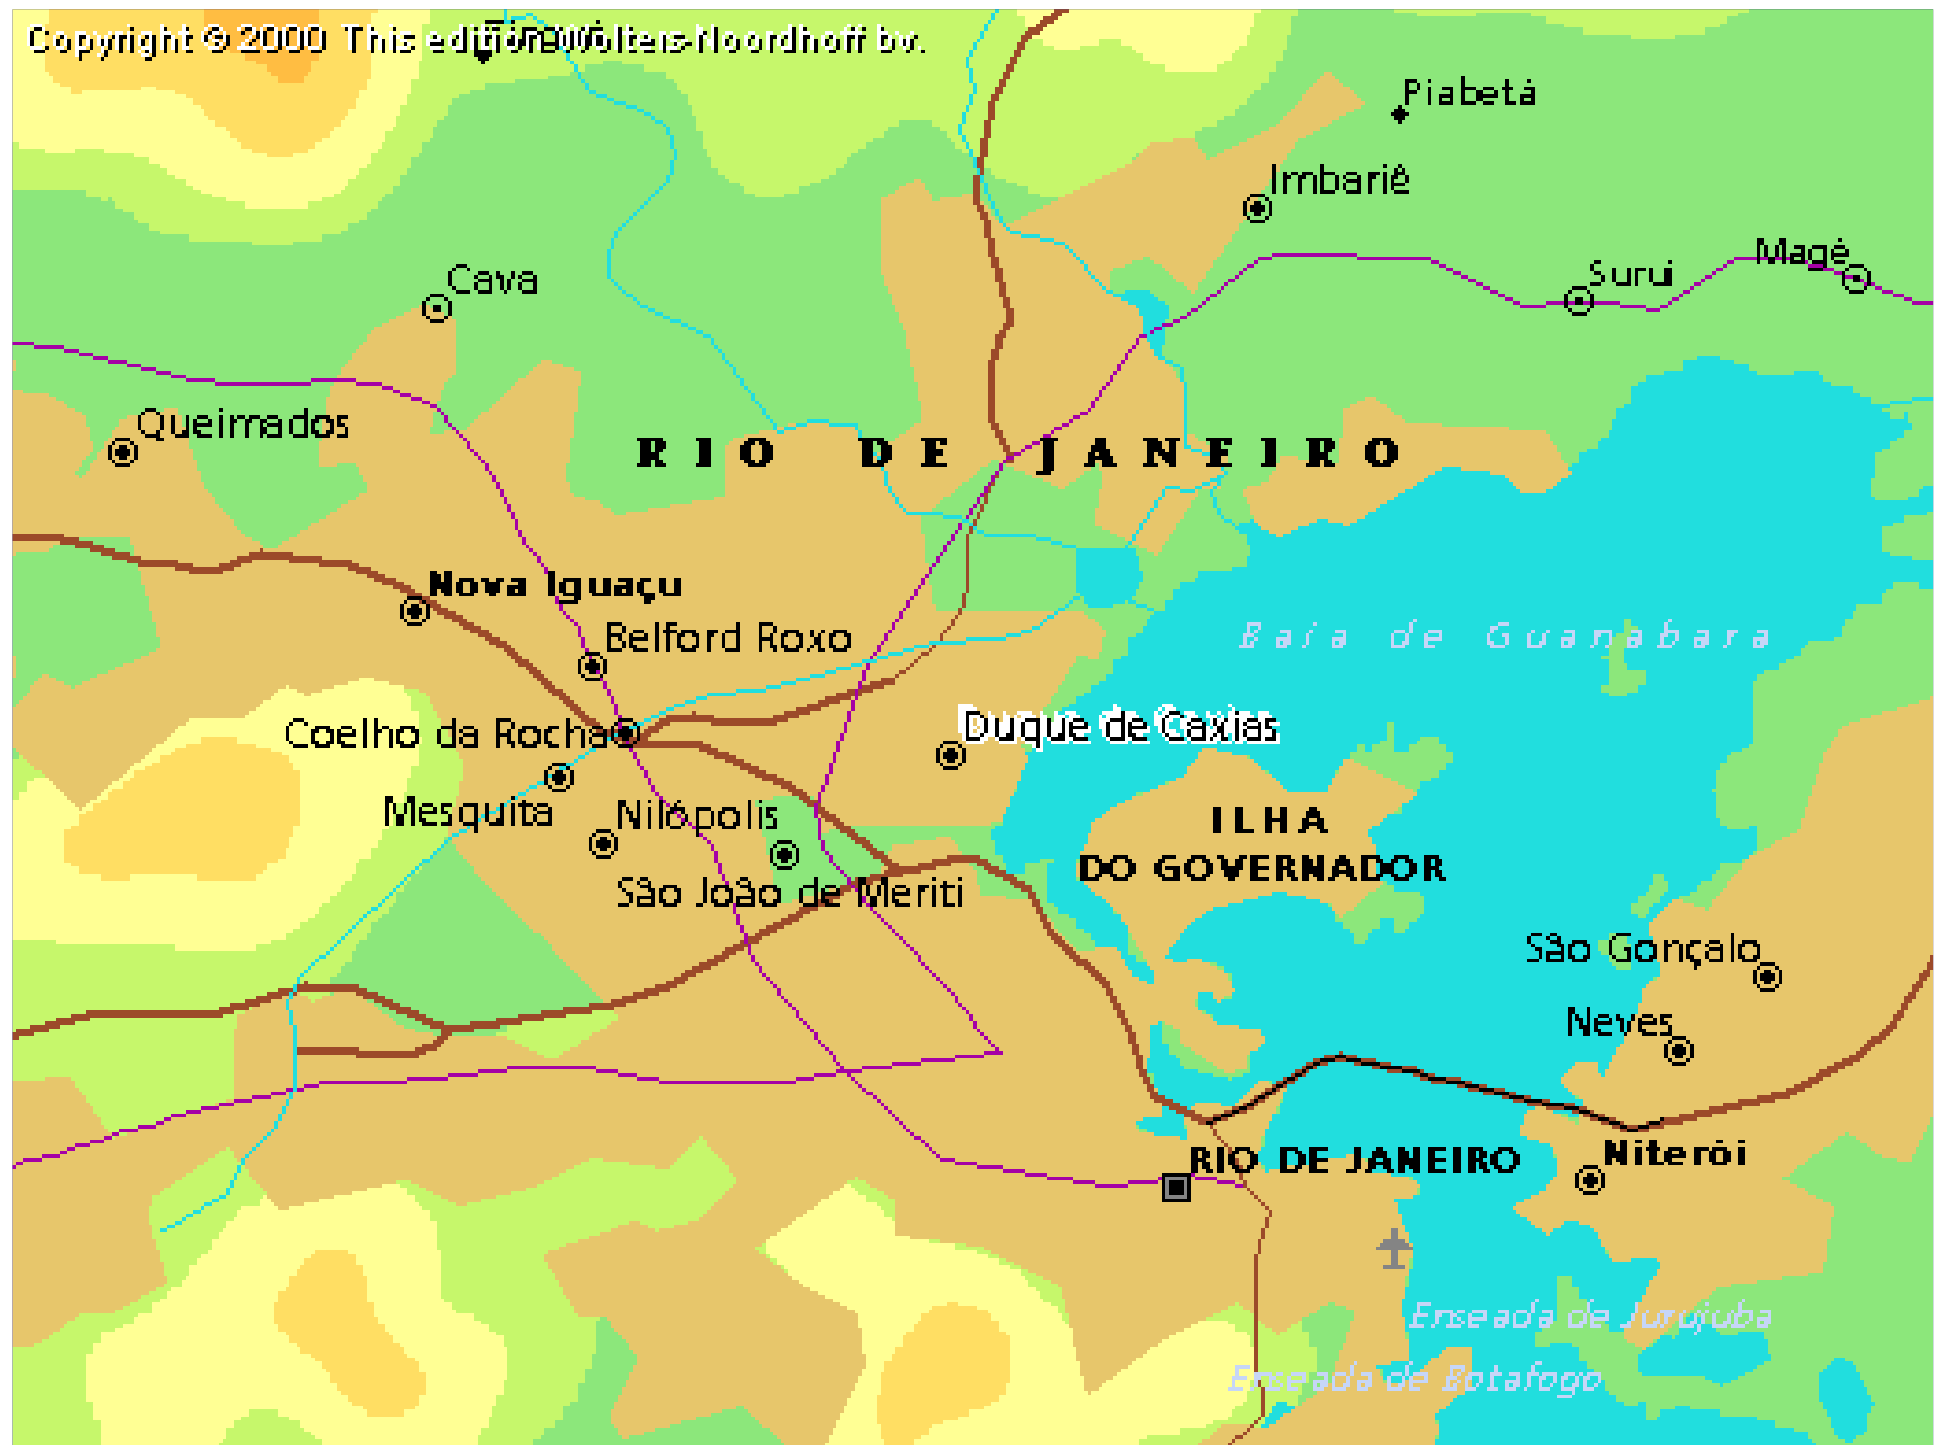 Copyright © 2000 This edition Wolters-Noordhoff bv.
Piabetá
Imbariê
Magé
Surui
Cava
Queimados
RIO DE JANEIRO
Nova Iguaçu
Belford Roxo
Baia de Guanabara
Coelho da Rocha
Duque de Caxias
Mesquita
Nilópolis
ILHA
DO GOVERNADOR
São João de Meriti
São Gonçalo
Neves
RIO DE JANEIRO
Niterói
Enseada de Jurujuba
Enseada de Botafogo